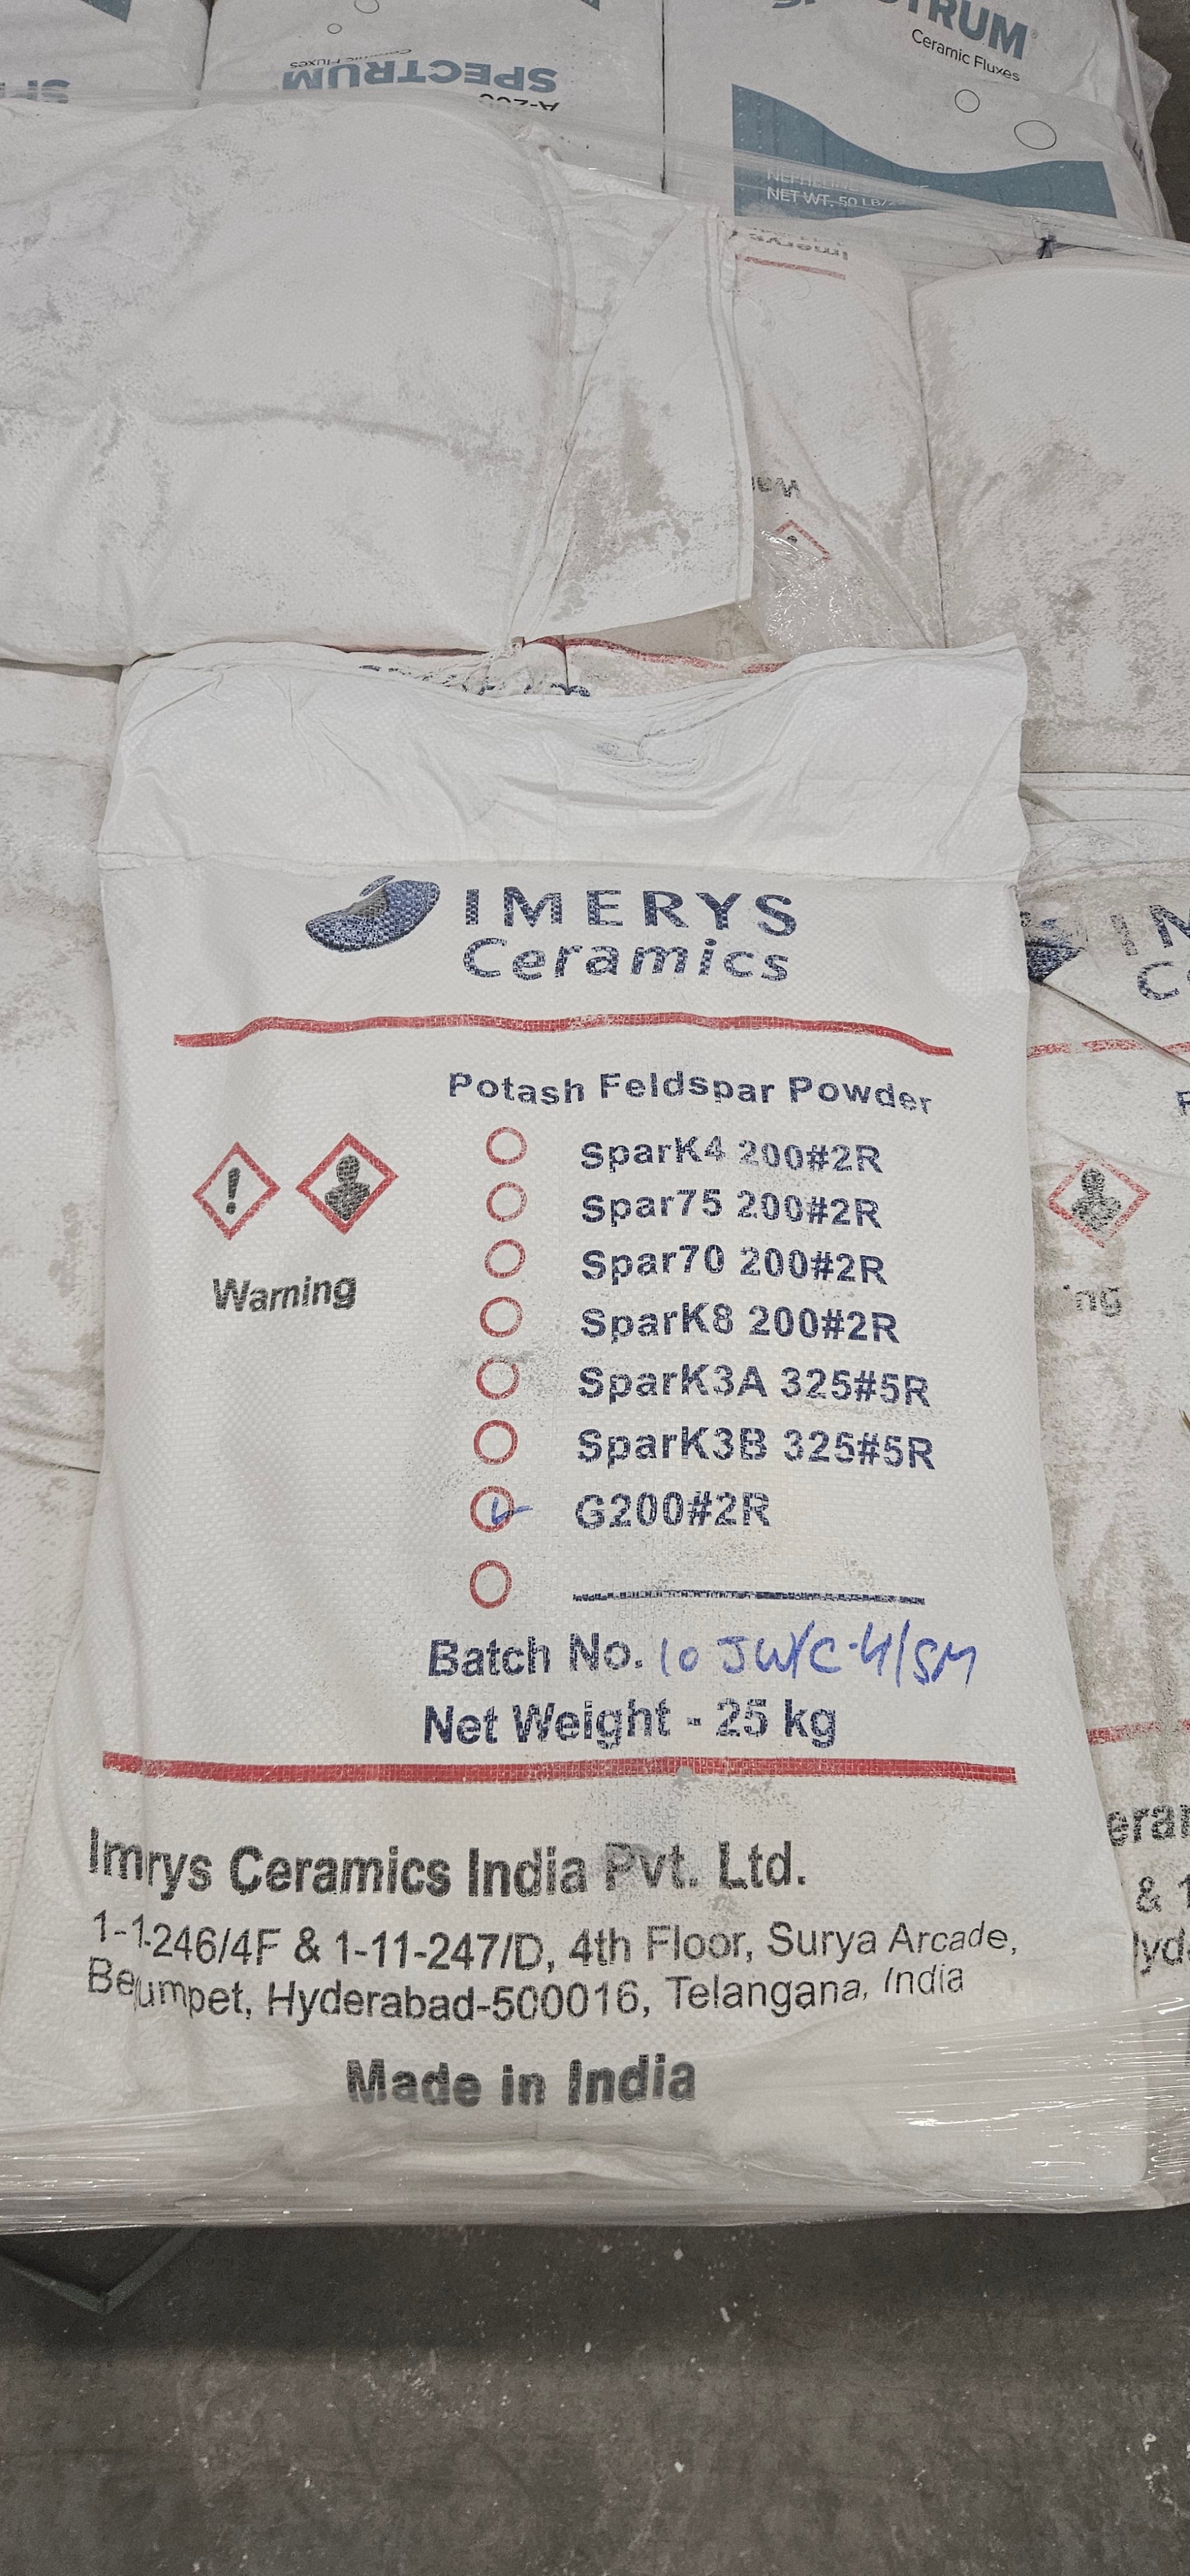 SPECTRUM
Ceramic Fluxes
A-200
SPECTRUM
Ceramic Fluxes
NET WT. 50 LB/
IMERYS
Ceramics
Potash Feldspar Powder
SparK4 200#2R
Spar75 200#2R
Spar70 200#2R
SparK8 200#2R
SparK3A 325#5R
SparK3B 325#5R
G200#2R
Warning
Batch No. 10 JW/C-4/SM
Net Weight - 25 kg
Imrys Ceramics India Pvt. Ltd.
1-1-246/4F & 1-11-247/D, 4th Floor, Surya Arcade,
Begumpet, Hyderabad-500016, Telangana, India
Made in India